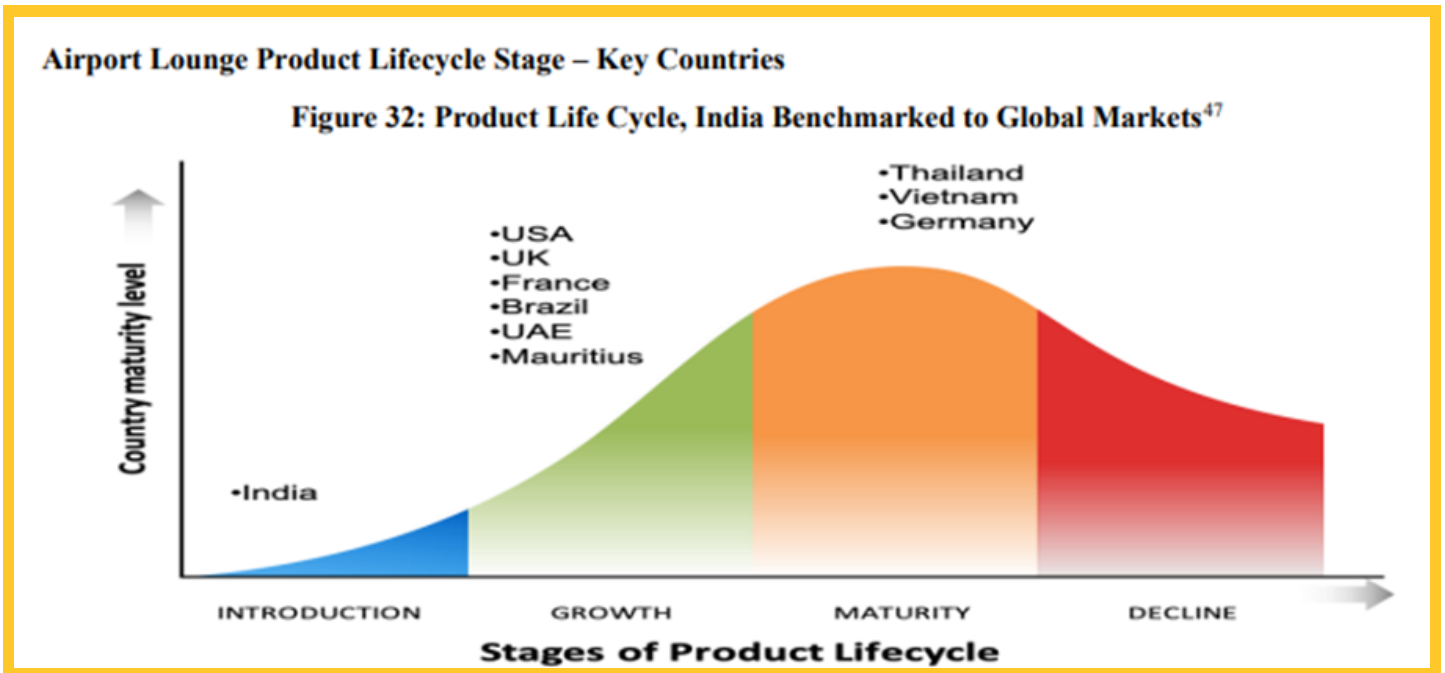 Airport Lounge Product Lifecycle Stage – Key Countries
Figure 32: Product Life Cycle, India Benchmarked to Global Markets47
•Thailand
•Vietnam
•Germany
•USA
•UK
•France
•Brazil
•UAE
•Mauritius
Country maturity level
•India
INTRODUCTION GROWTH MATURITY DECLINE
Stages of Product Lifecycle